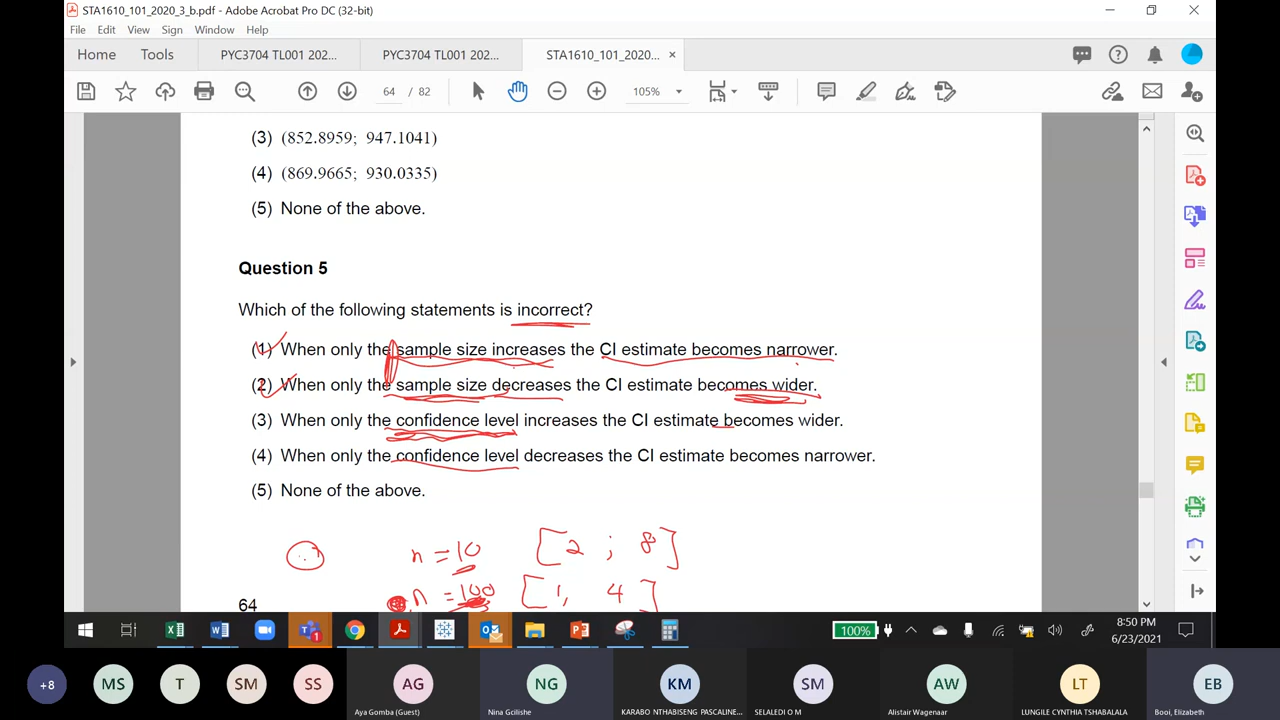 STA1610_101_2020_3_b.pdf - Adobe Acrobat Pro DC (32-bit)
File Edit View Sign Window Help
Home Tools PYC3704 TL001 202... PYC3704 TL001 202... STA1610_101_2020... ×
64 / 82 105%
(3) (852.8959; 947.1041)
(4) (869.9665; 930.0335)
(5) None of the above.
Question 5
Which of the following statements is incorrect?
(1) When only the sample size increases the CI estimate becomes narrower.
(2) When only the sample size decreases the CI estimate becomes wider.
(3) When only the confidence level increases the CI estimate becomes wider.
(4) When only the confidence level decreases the CI estimate becomes narrower.
(5) None of the above.
n = 10 [2 ; 8]
n = 100 [1, 4]
64
100% 8:50 PM
6/23/2021
+8 MS T SM SS AG NG KM SM AW LT EB
Aya Gomba (Guest) Nina Gcilishe KARABO NTHABISENG PASCALINE... SELALEDI O M Alistair Wagenaar LUNGILE CYNTHIA TSHABALALA Booi, Elizabeth